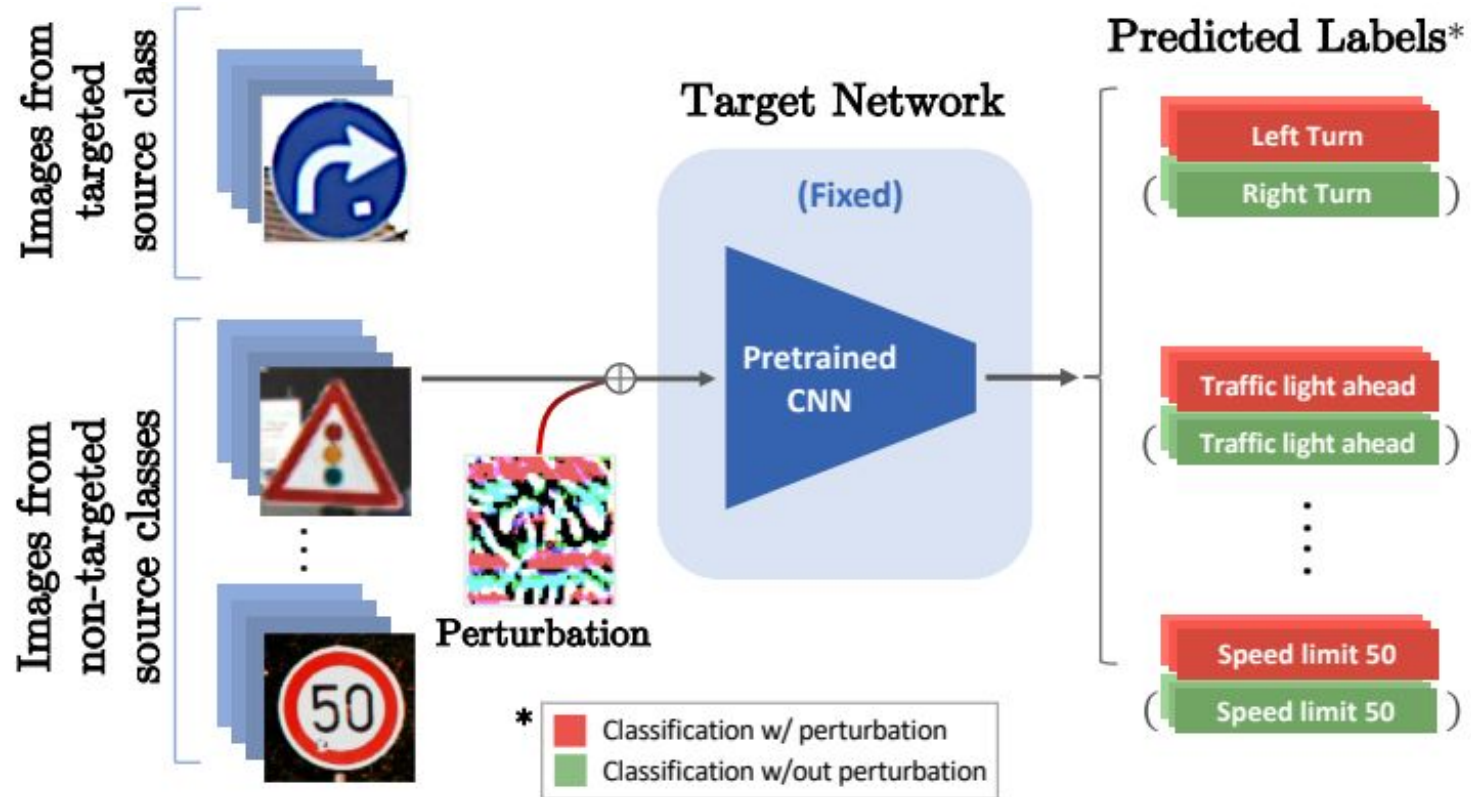 Images from
targeted
source class
Images from
non-targeted
source classes
50
Perturbation
Target Network
(Fixed)
Pretrained
CNN
Predicted Labels*
Left Turn
( Right Turn )
Traffic light ahead
( Traffic light ahead )
Speed limit 50
( Speed limit 50 )
* Classification w/ perturbation
Classification w/out perturbation